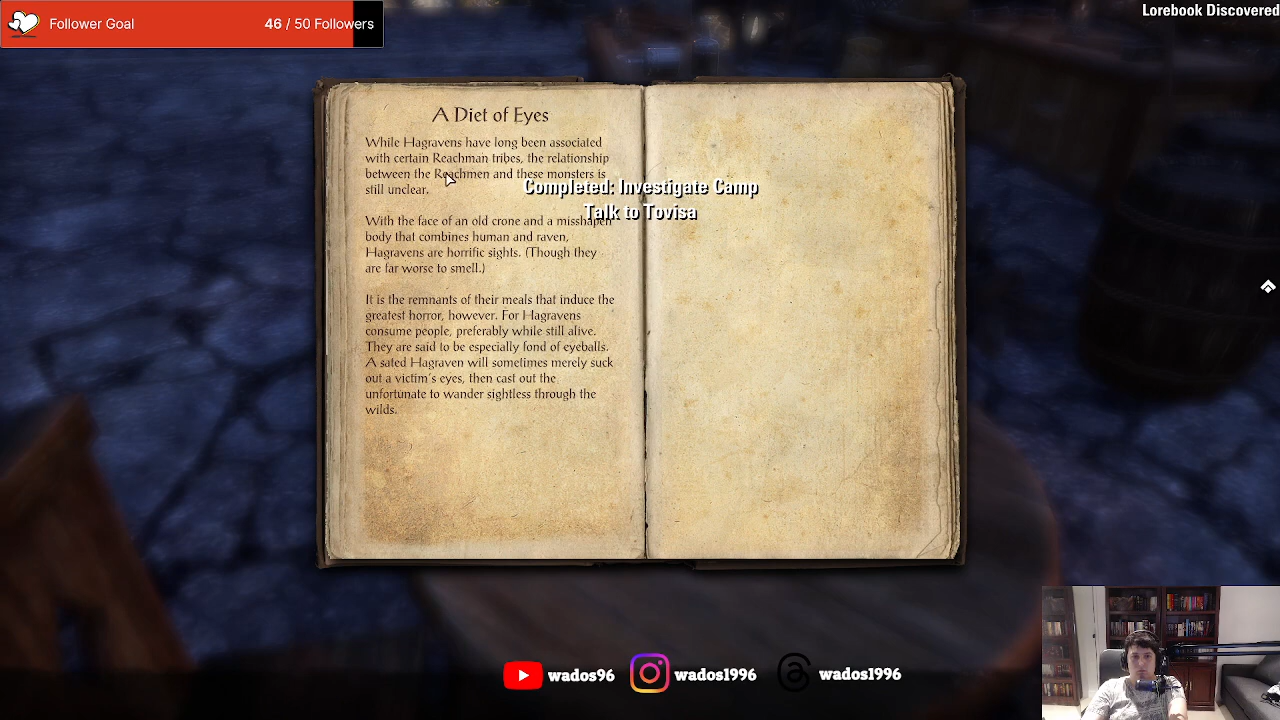 Follower Goal
46 / 50 Followers
Lorebook Discovered
A Diet of Eyes
While Hagravens have long been associated
with certain Reachman tribes, the relationship
between the Reachmen and these monsters is
still unclear.
Completed: Investigate Camp
Talk to Tovisa
With the face of an old crone and a misshapen
body that combines human and raven,
Hagravens are horrific sights. (Though they
are far worse to smell.)
It is the remnants of their meals that induce the
greatest horror, however. For Hagravens
consume people, preferably while still alive.
They are said to be especially fond of eyeballs.
A sated Hagraven will sometimes merely suck
out a victim's eyes, then cast out the
unfortunate to wander sightless through the
wilds.
wados96
wados1996
wados1996